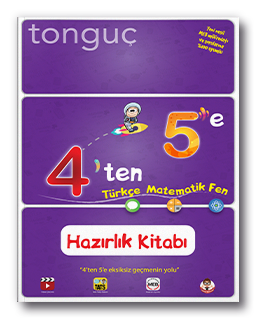 tonguç
5'e
4'ten
Türkçe Matematik Fen
Hazırlık Kitabı
"4'ten 5'e eksiksiz geçmenin yolu"